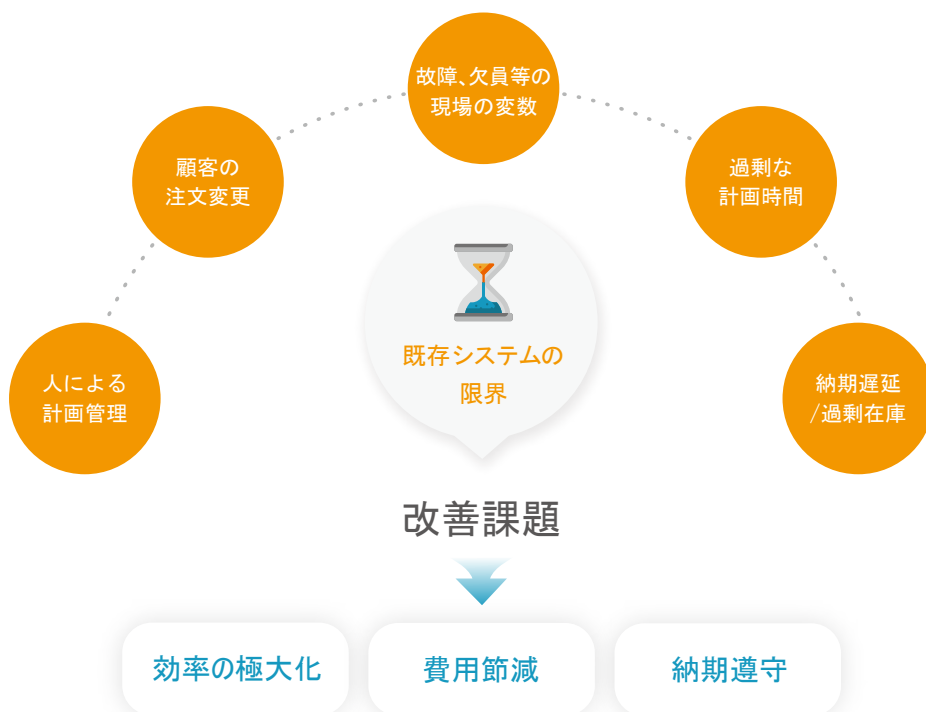 故障、欠員等の
現場の変数
顧客の
注文変更
過剰な
計画時間
人による
計画管理
既存システムの
限界
納期遅延
/過剰在庫
改善課題
効率の極大化
費用節減
納期遵守